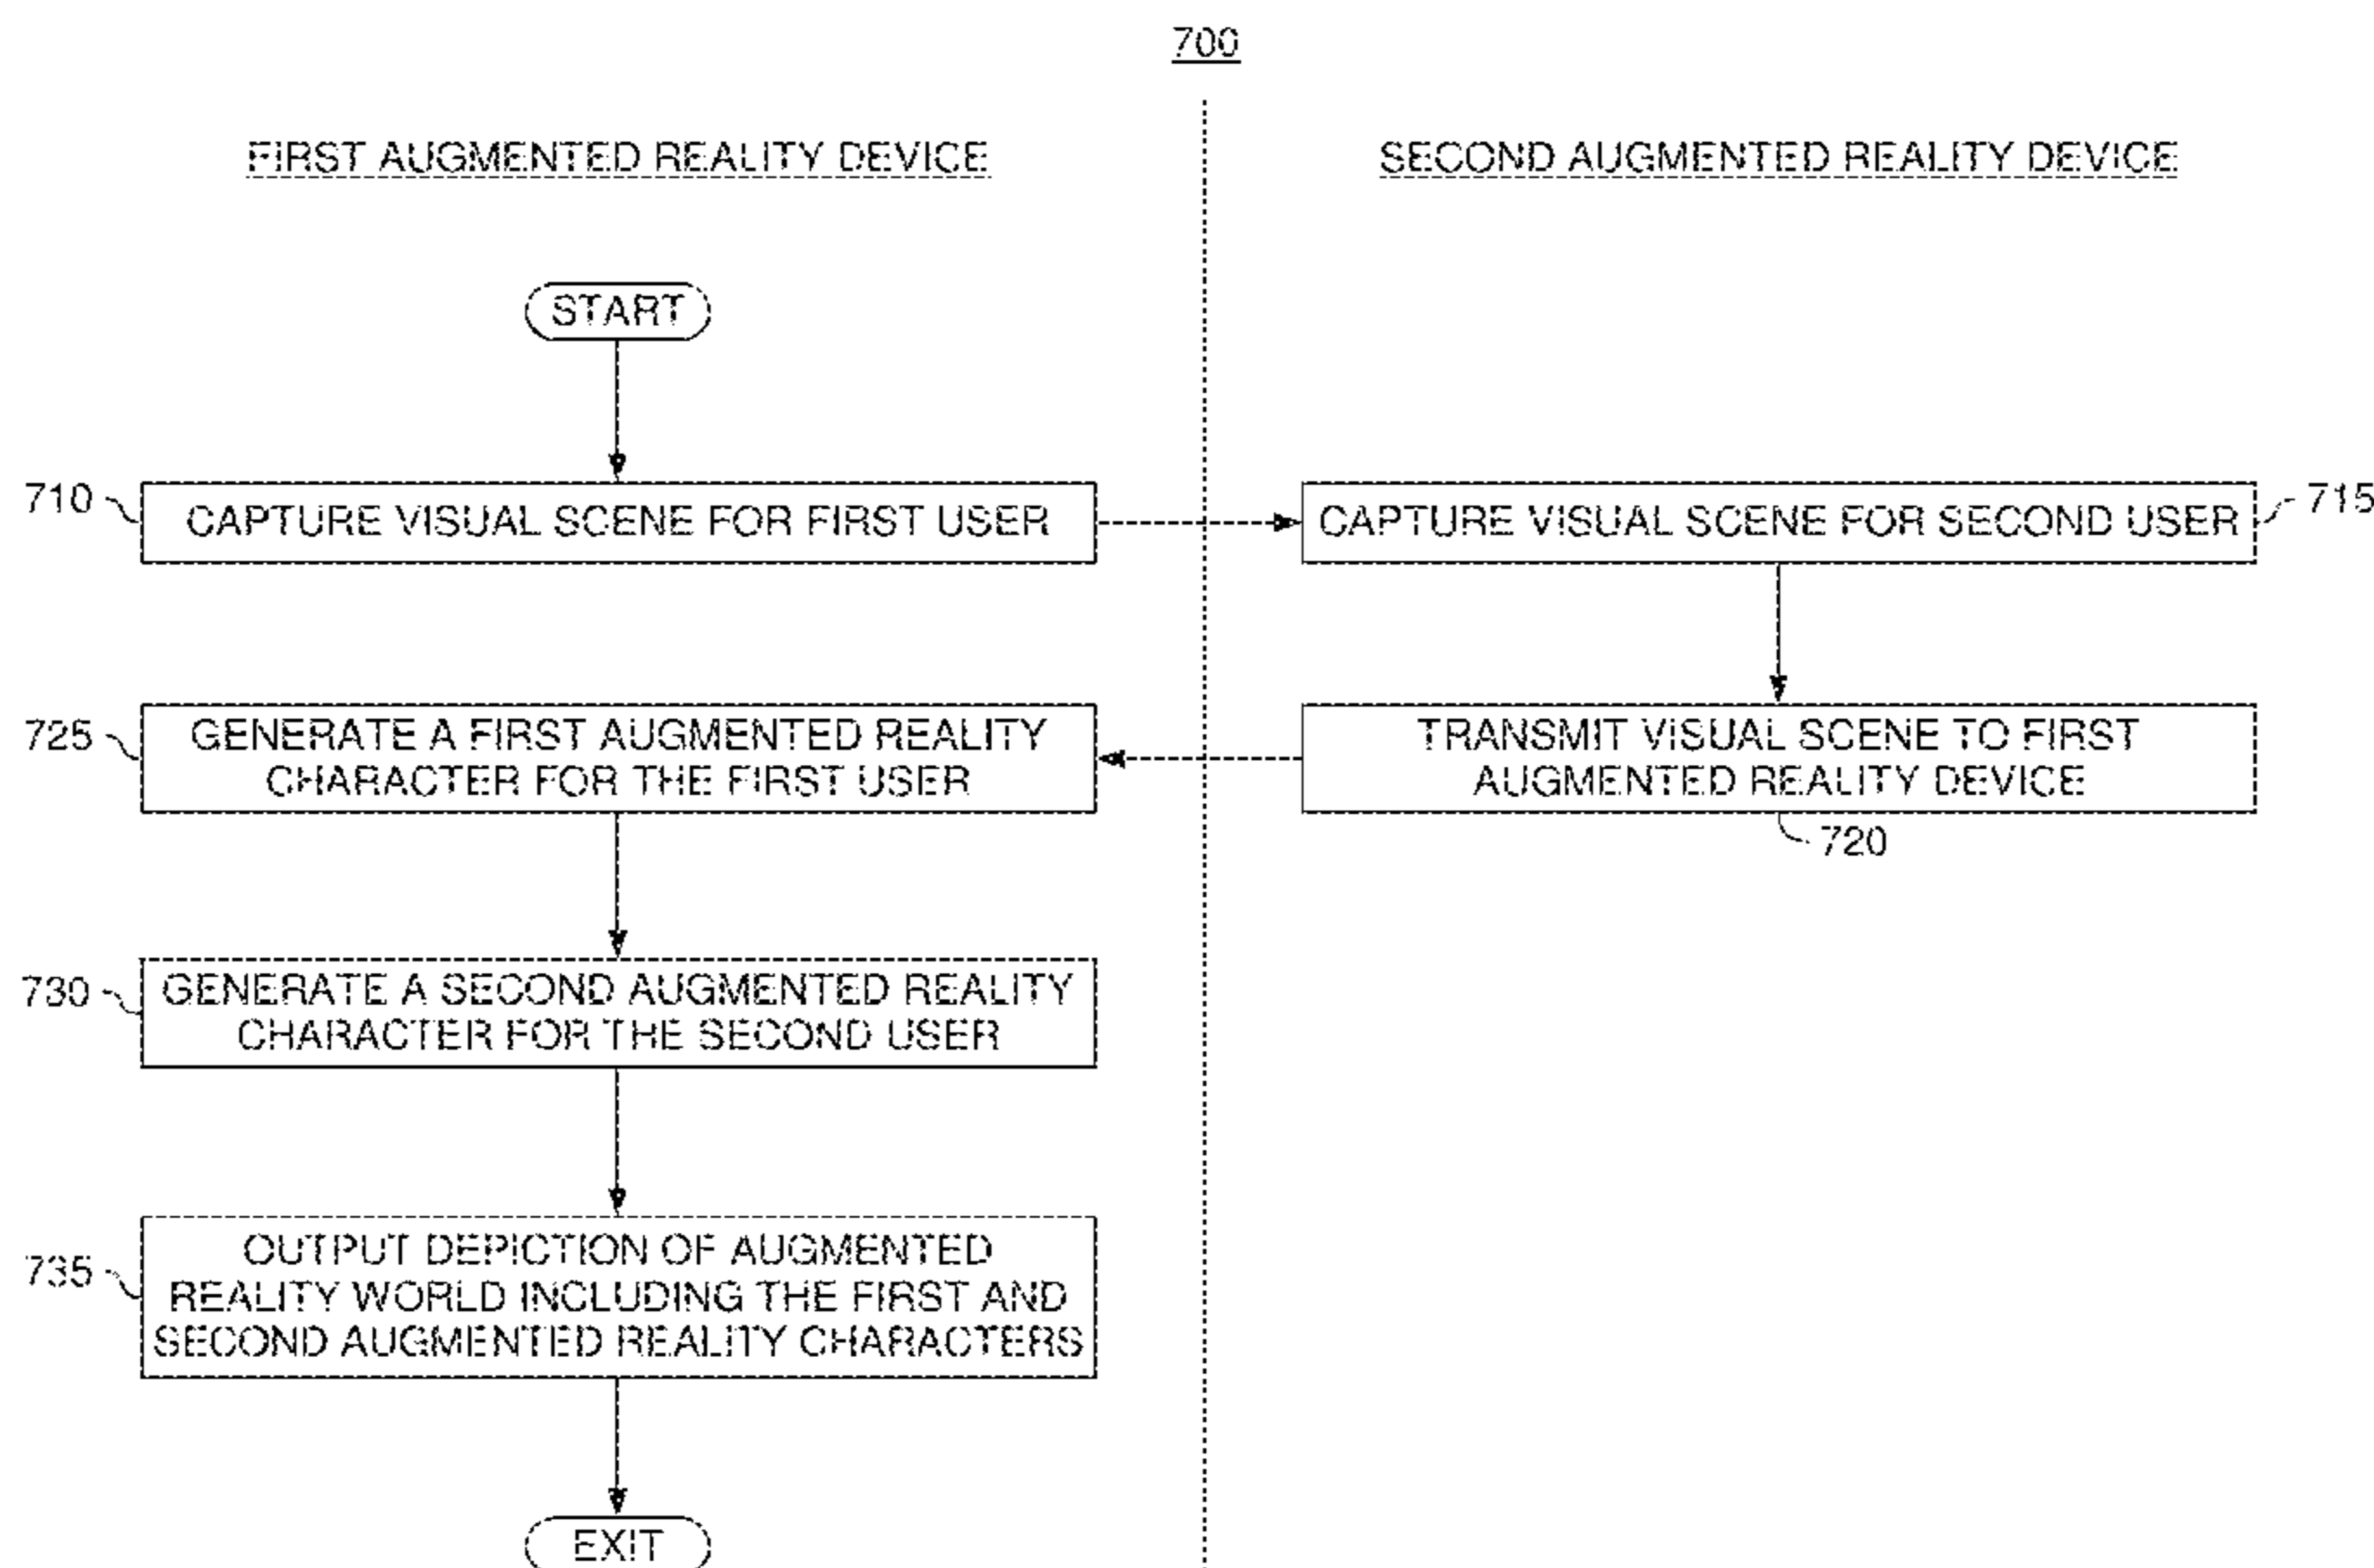 700
FIRST AUGMENTED REALITY DEVICE
SECOND AUGMENTED REALITY DEVICE
START
710
CAPTURE VISUAL SCENE FOR FIRST USER
CAPTURE VISUAL SCENE FOR SECOND USER
715
725
GENERATE A FIRST AUGMENTED REALITY
CHARACTER FOR THE FIRST USER
TRANSMIT VISUAL SCENE TO FIRST
AUGMENTED REALITY DEVICE
720
730
GENERATE A SECOND AUGMENTED REALITY
CHARACTER FOR THE SECOND USER
735
OUTPUT DEPICTION OF AUGMENTED
REALITY WORLD INCLUDING THE FIRST AND
SECOND AUGMENTED REALITY CHARACTERS
EXIT